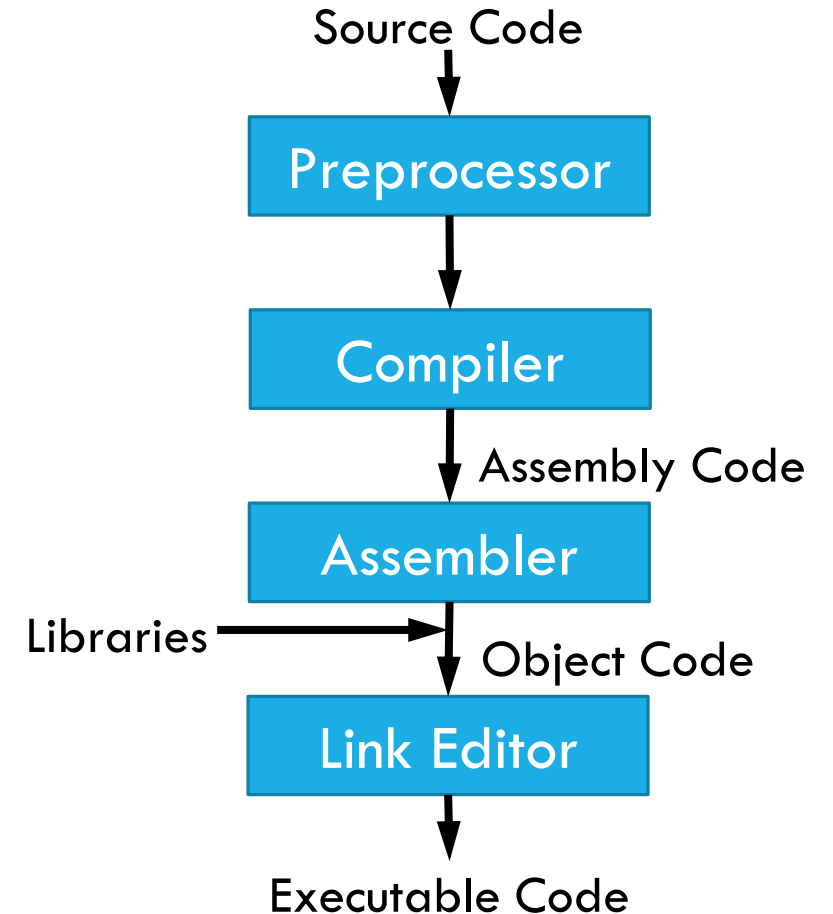 Source Code
Preprocessor
Compiler
Assembly Code
Assembler
Libraries
Object Code
Link Editor
Executable Code